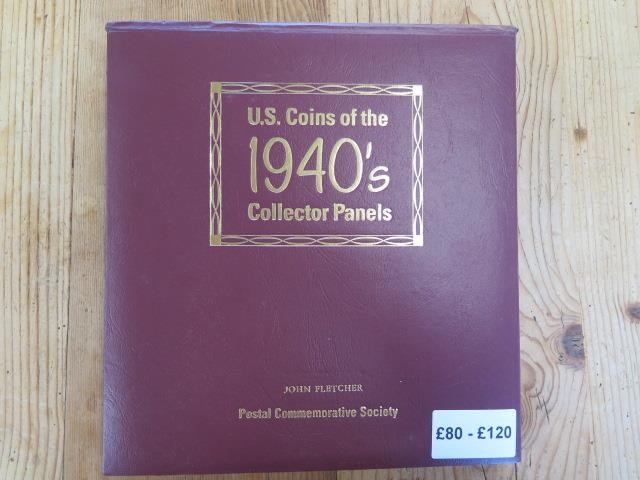 U.S. Coins of the
1940's
Collector Panels
JOHN FLETCHER
Postal Commemorative Society
£80 - £120